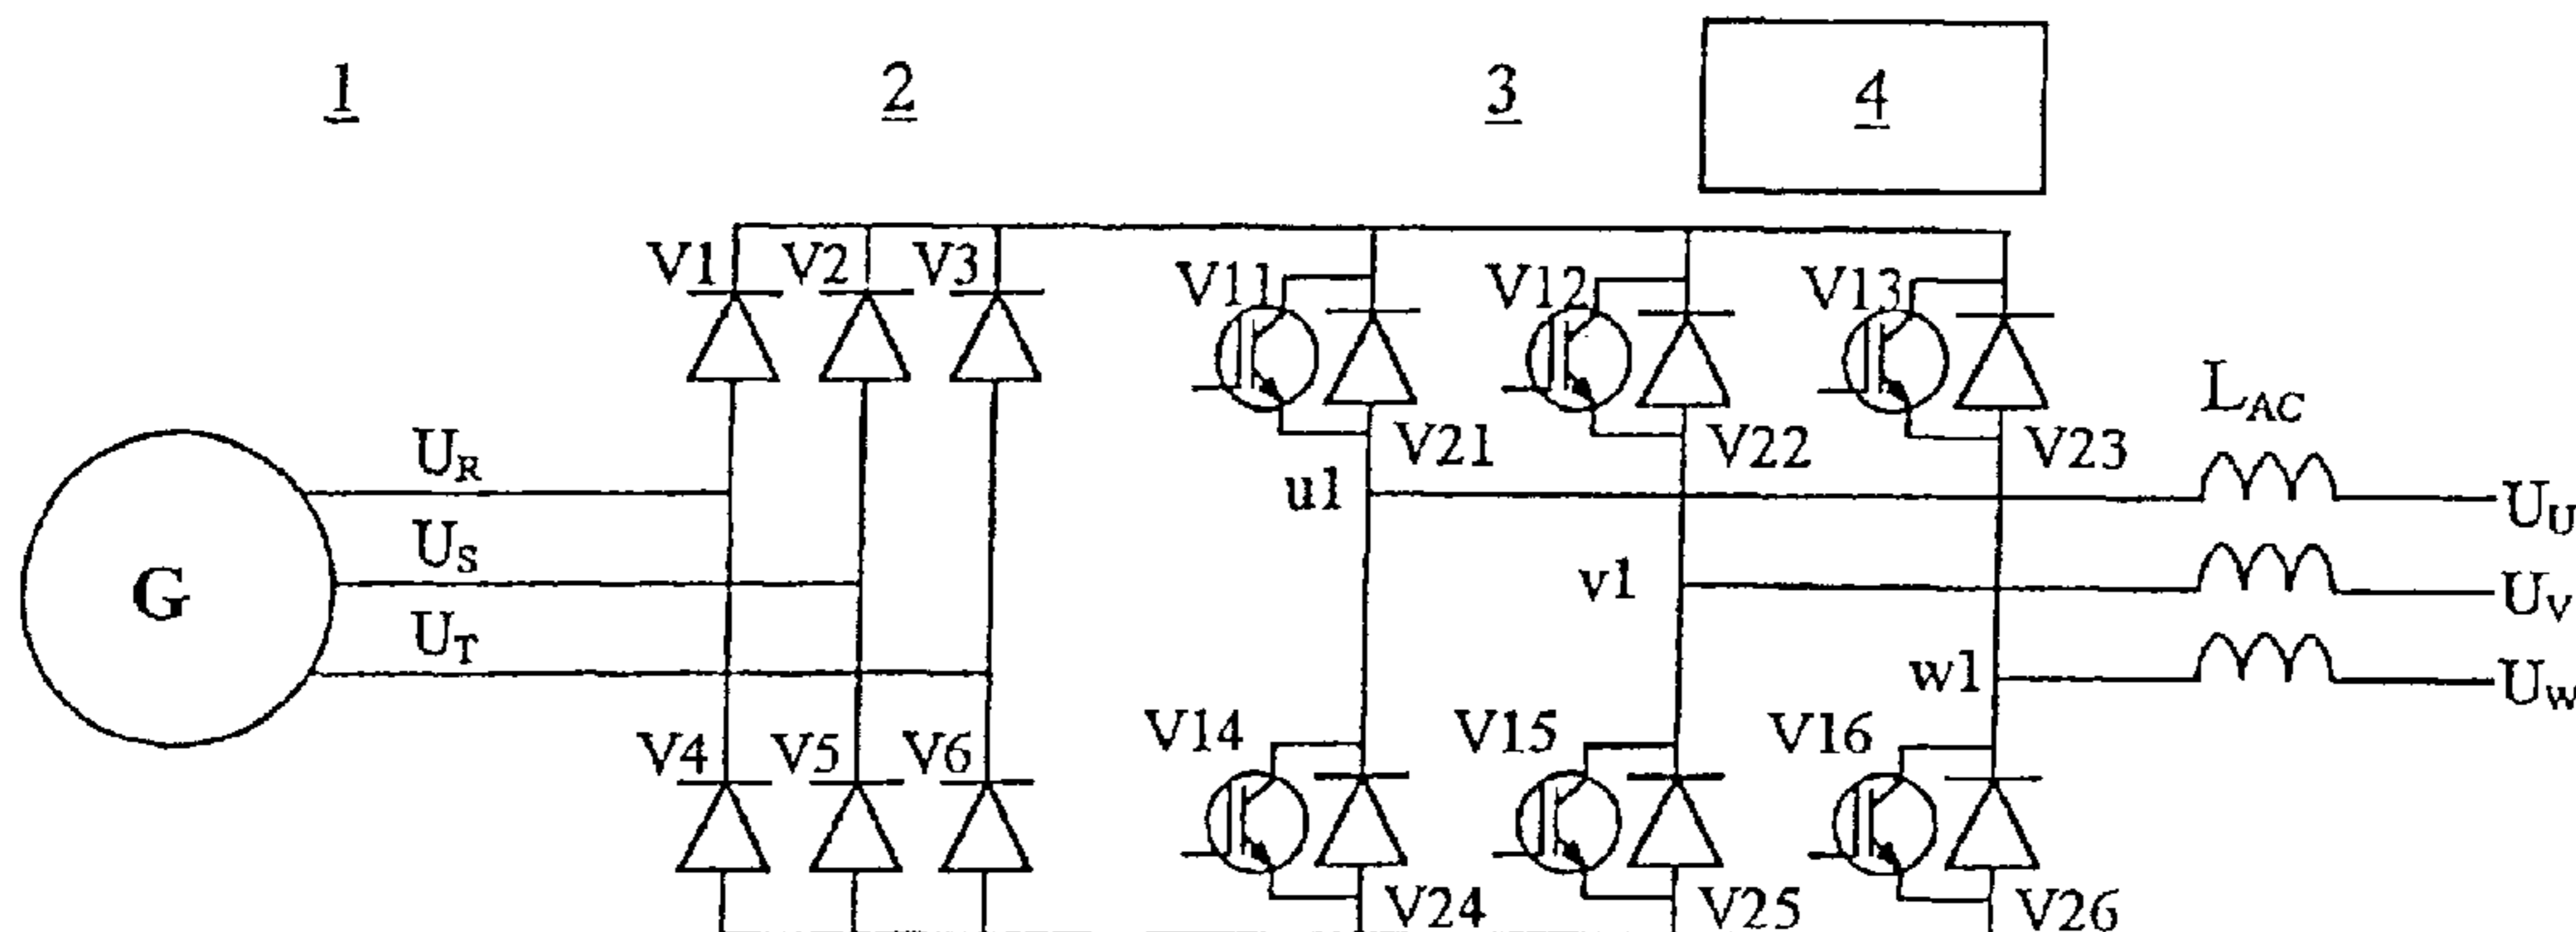 1 2 3 4
V1 V2 V3
V11 V12 V13
L_AC
U_R V21 V22 V23
u1 U_U
U_S
G v1 U_V
U_T w1 U_W
V4 V5 V6 V14 V15 V16
V24 V25 V26